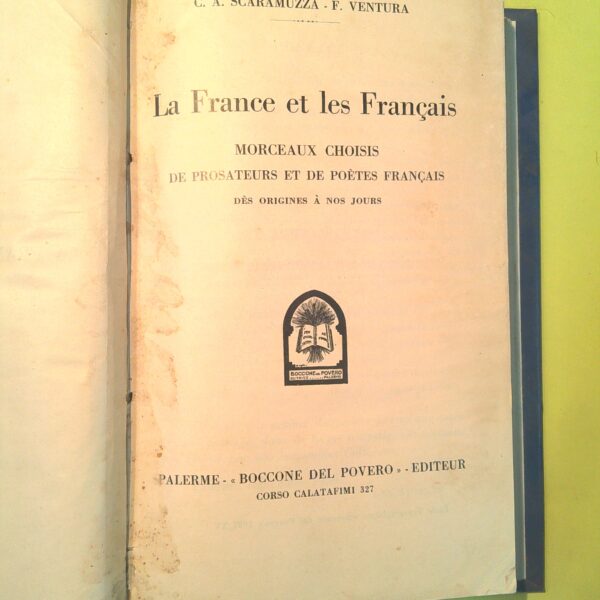 C. A. SCARAMUZZA - F. VENTURA
La France et les Français
MORCEAUX CHOISIS
DE PROSATEURS ET DE POÈTES FRANÇAIS
DÈS ORIGINES À NOS JOURS
BOCCONE DEL POVERO
PALERME - « BOCCONE DEL POVERO » - EDITEUR
CORSO CALATAFIMI 327